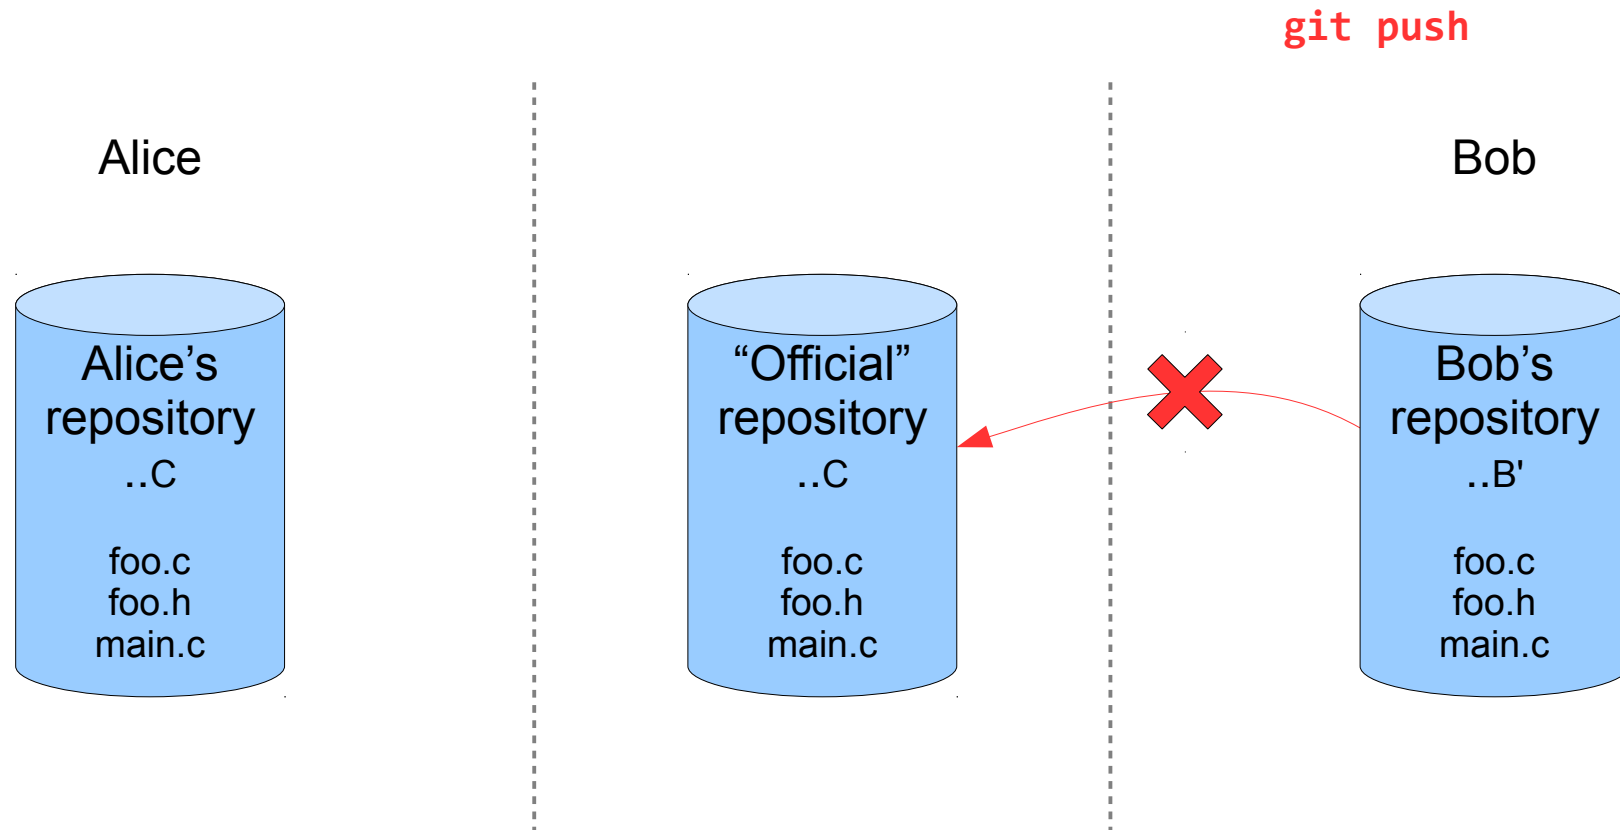 git push
Alice
Bob
Alice’s
repository
..C
foo.c
foo.h
main.c
“Official”
repository
..C
foo.c
foo.h
main.c
Bob’s
repository
..B'
foo.c
foo.h
main.c